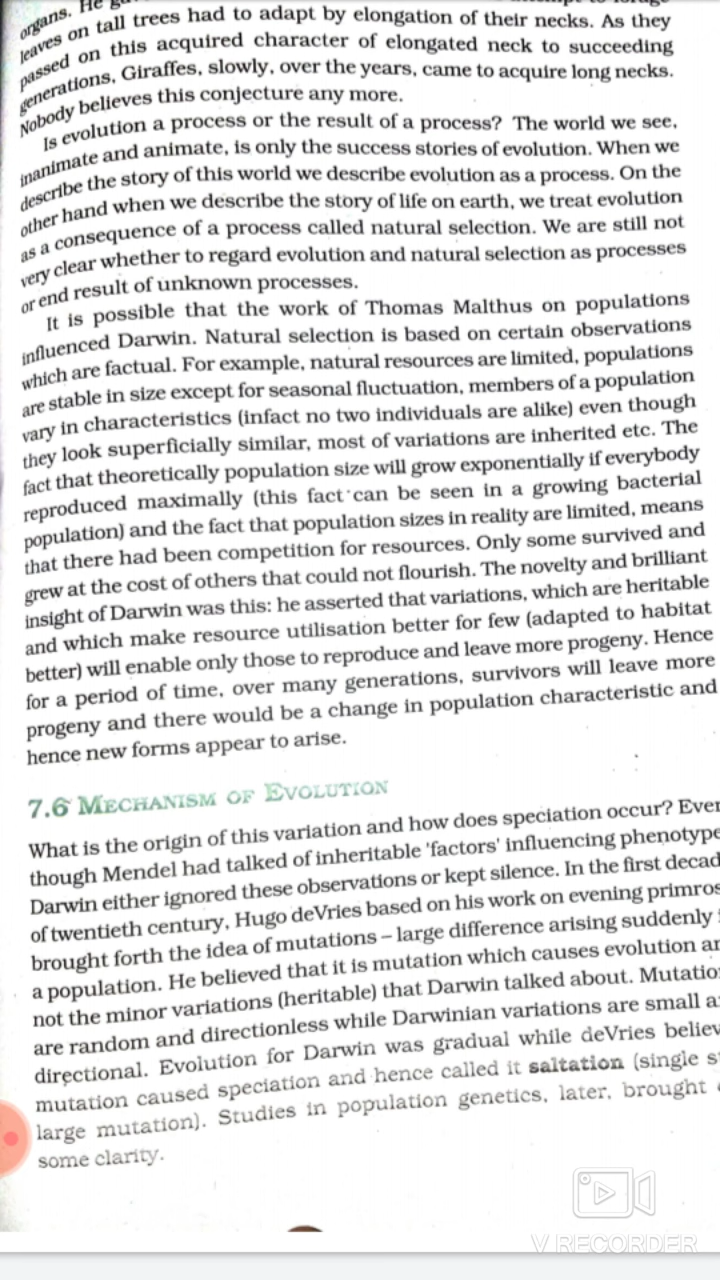 organs. He
leaves on tall trees had to adapt by elongation of their necks. As they
passed on this acquired character of elongated neck to succeeding
generations, Giraffes, slowly, over the years, came to acquire long necks.
Nobody believes this conjecture any more.
Is evolution a process or the result of a process? The world we see,
inanimate and animate, is only the success stories of evolution. When we
describe the story of this world we describe evolution as a process. On the
other hand when we describe the story of life on earth, we treat evolution
as a consequence of a process called natural selection. We are still not
very clear whether to regard evolution and natural selection as processes
or end result of unknown processes.
It is possible that the work of Thomas Malthus on populations
influenced Darwin. Natural selection is based on certain observations
which are factual. For example, natural resources are limited, populations
are stable in size except for seasonal fluctuation, members of a population
vary in characteristics (infact no two individuals are alike) even though
they look superficially similar, most of variations are inherited etc. The
fact that theoretically population size will grow exponentially if everybody
reproduced maximally (this fact can be seen in a growing bacterial
population) and the fact that population sizes in reality are limited, means
that there had been competition for resources. Only some survived and
grew at the cost of others that could not flourish. The novelty and brilliant
insight of Darwin was this: he asserted that variations, which are heritable
and which make resource utilisation better for few (adapted to habitat
better) will enable only those to reproduce and leave more progeny. Hence
for a period of time, over many generations, survivors will leave more
progeny and there would be a change in population characteristic and
hence new forms appear to arise.
7.6 MECHANISM OF EVOLUTION
What is the origin of this variation and how does speciation occur? Even
though Mendel had talked of inheritable 'factors' influencing phenotype
Darwin either ignored these observations or kept silence. In the first decad
of twentieth century, Hugo deVries based on his work on evening primros
brought forth the idea of mutations – large difference arising suddenly
a population. He believed that it is mutation which causes evolution an
not the minor variations (heritable) that Darwin talked about. Mutatio
are random and directionless while Darwinian variations are small a
directional. Evolution for Darwin was gradual while deVries believ
mutation caused speciation and hence called it saltation (single s
large mutation). Studies in population genetics, later, brought
some clarity.
V RECORDER